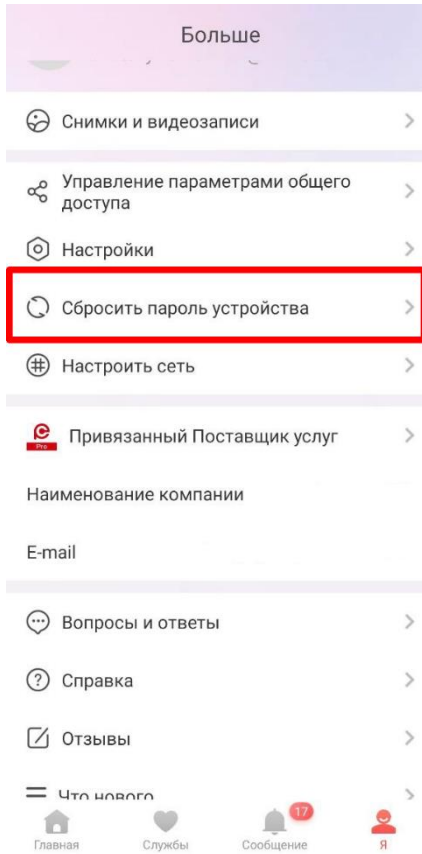 Больше
Снимки и видеозаписи
Управление параметрами общего
доступа
Настройки
Сбросить пароль устройства
Настроить сеть
Pro
Привязанный Поставщик услуг
Наименование компании
E-mail
Вопросы и ответы
Справка
Отзывы
Что нового
17
Главная
Службы
Сообщение
Я